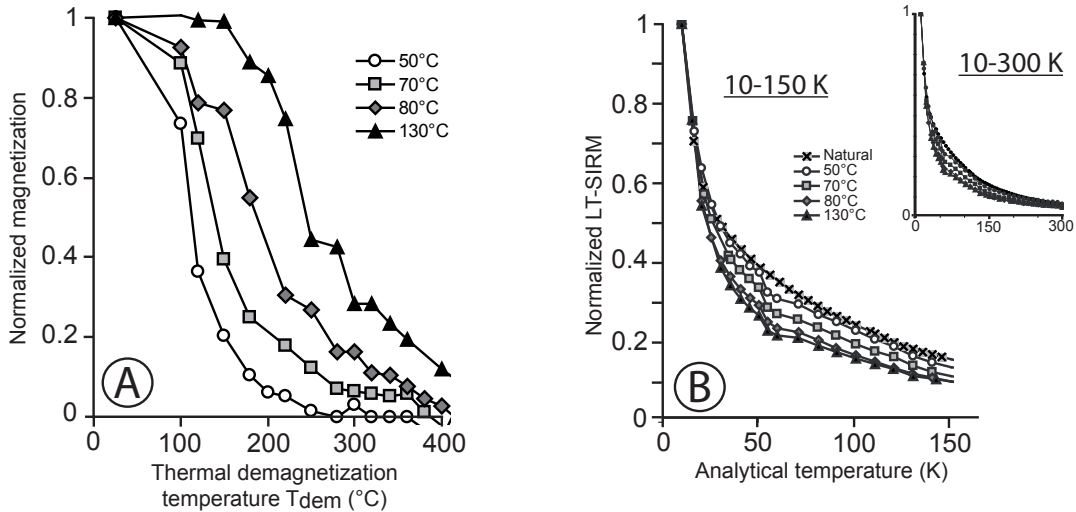 1
0.8
0.6
0.4
0.2
0
Normalized magnetization
50°C
70°C
80°C
130°C
A
0
100
200
300
400
Thermal demagnetization
temperature Tdem (°C)
1
0.8
0.6
0.4
0.2
0
Normalized LT-SIRM
10-150 K
Natural
50°C
70°C
80°C
130°C
B
0
50
100
150
Analytical temperature (K)
1
0
10-300 K
0
150
300